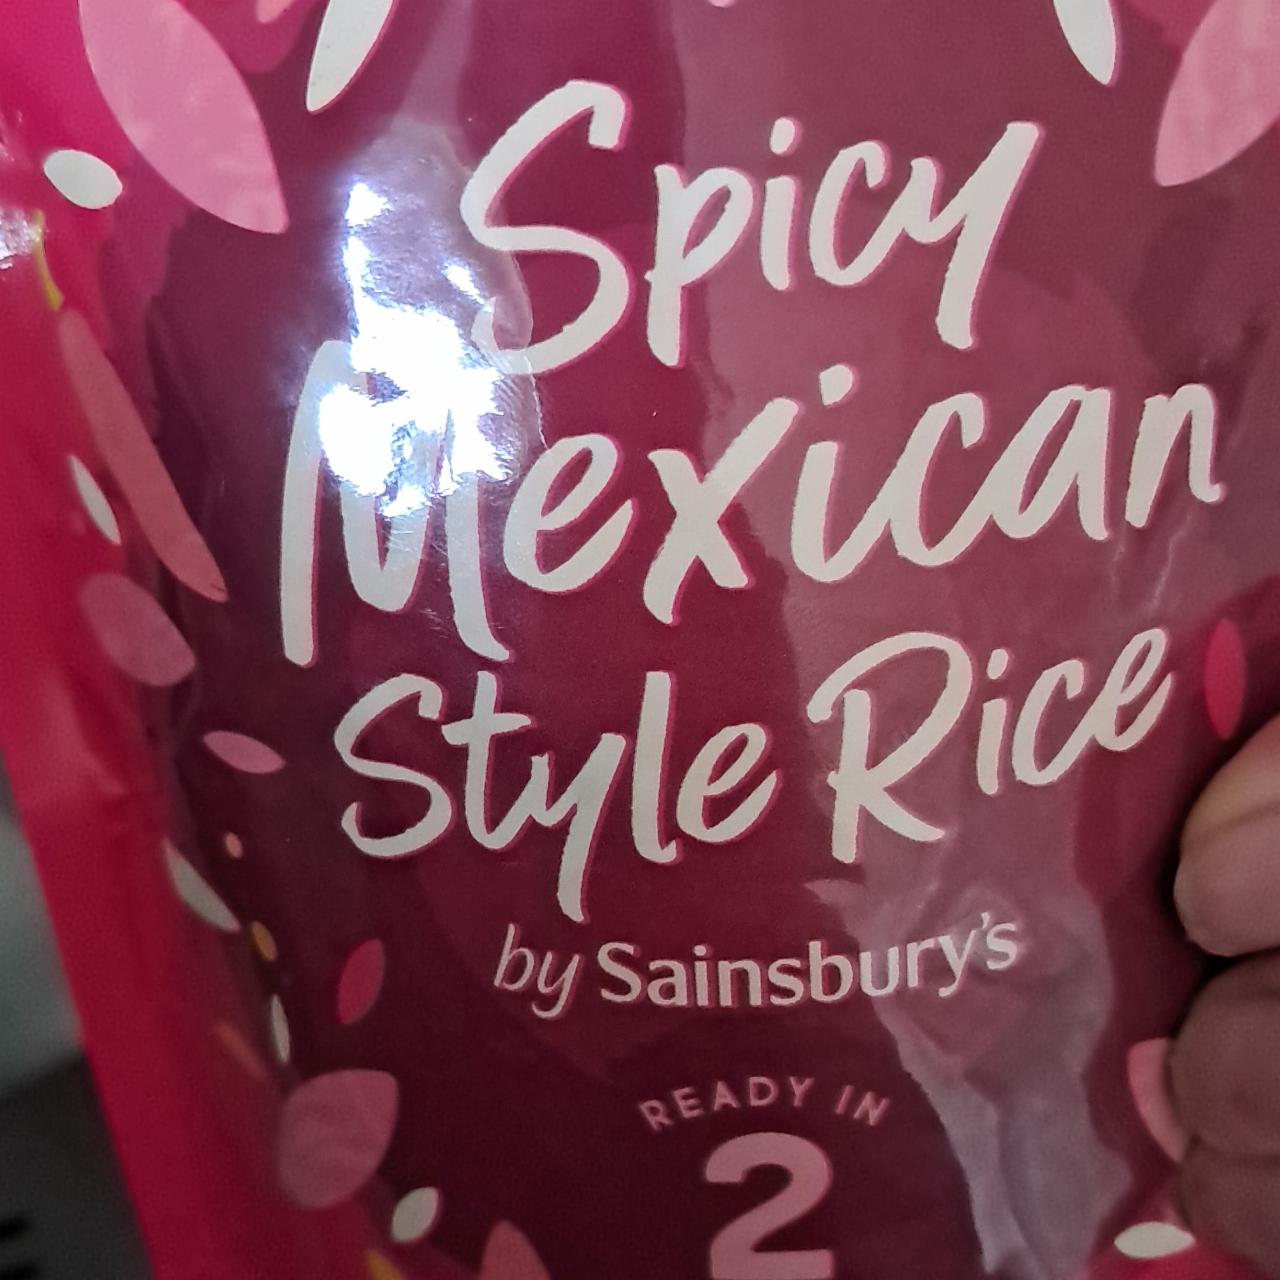 Spicy
Mexican
Style Rice
by Sainsbury's
READY IN
2